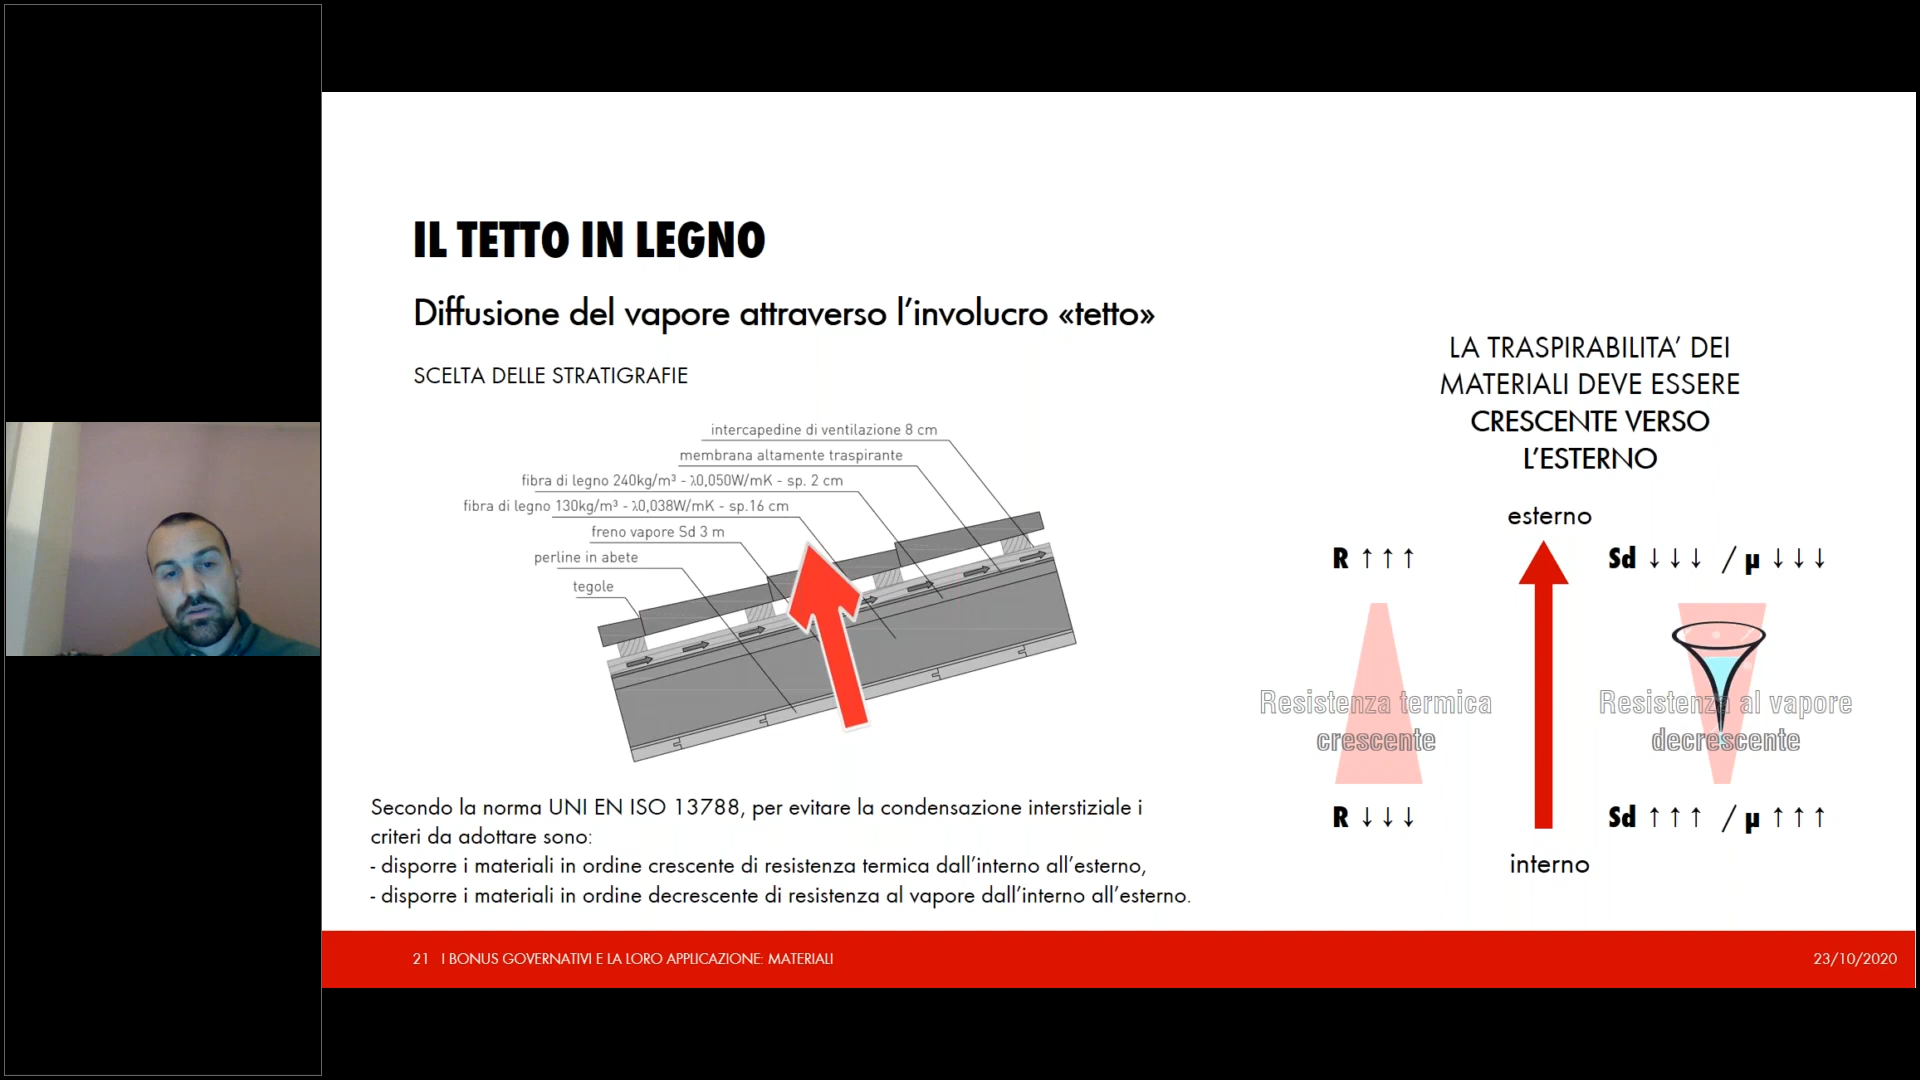 IL TETTO IN LEGNO
Diffusione del vapore attraverso l'involucro «tetto»
SCELTA DELLE STRATIGRAFIE
intercapedine di ventilazione 8 cm
membrana altamente traspirante
fibra di legno 240kg/m³ - λ0,050W/mK - sp. 2 cm
fibra di legno 130kg/m³ - λ0,038W/mK - sp.16 cm
freno vapore Sd 3 m
perline in abete
tegole
Secondo la norma UNI EN ISO 13788, per evitare la condensazione interstiziale i
criteri da adottare sono:
- disporre i materiali in ordine crescente di resistenza termica dall'interno all'esterno,
- disporre i materiali in ordine decrescente di resistenza al vapore dall'interno all'esterno.
LA TRASPIRABILITA' DEI
MATERIALI DEVE ESSERE
CRESCENTE VERSO
L'ESTERNO
esterno
R ↑↑↑
Sd ↓↓↓ / μ ↓↓↓
Resistenza termica
crescente
Resistenza al vapore
decrescente
R ↓↓↓
Sd ↑↑↑ / μ ↑↑↑
interno
21 I BONUS GOVERNATIVI E LA LORO APPLICAZIONE: MATERIALI
23/10/2020